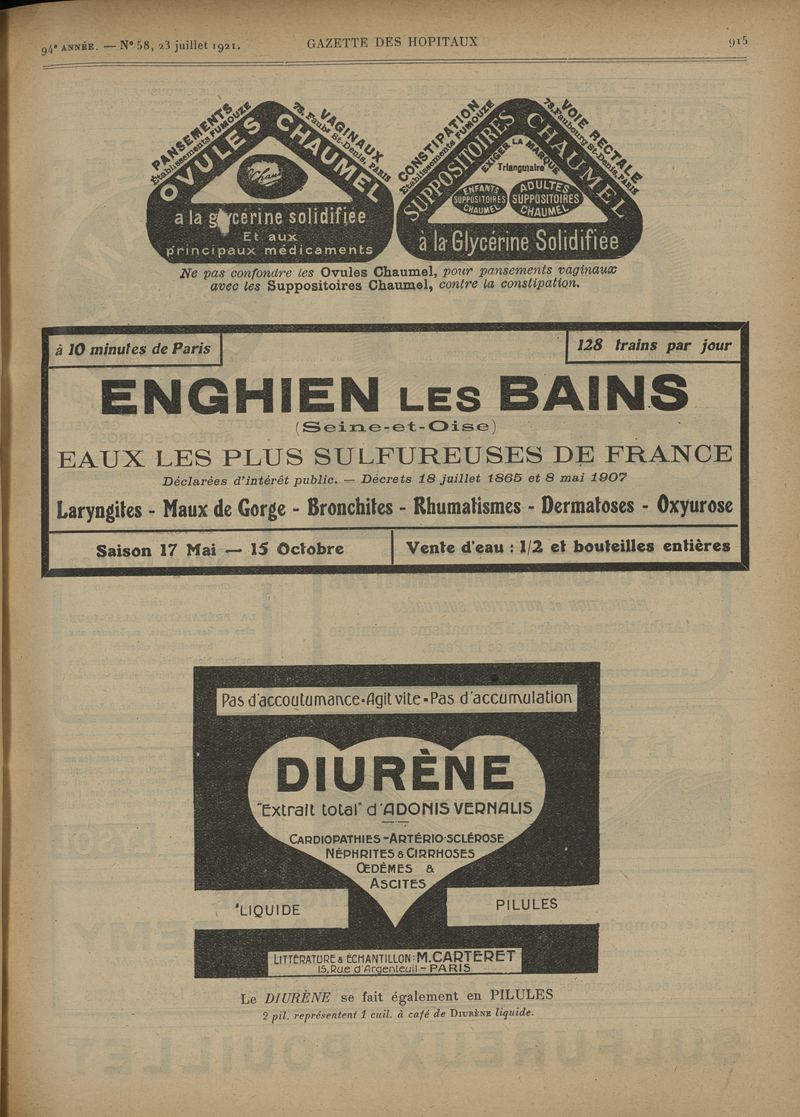 94e ANNÉE. — N° 58, 23 juillet 1921.
GAZETTE DES HOPITAUX
915
PANSEMENTS VAGINAUX
Établissements FUMOUZE 78, Faubg St-Denis, PARIS
OVULES CHAUMEL
à la glycérine solidifiée
Et aux
principaux médicaments
CONSTIPATION VOIE RECTALE
Établissements FUMOUZE 78, Faubourg St-Denis, PARIS
SUPPOSITOIRES CHAUMEL
EXIGER LA MARQUE
Triangulaire
ENFANTS
SUPPOSITOIRES
CHAUMEL
ADULTES
SUPPOSITOIRES
CHAUMEL
à la Glycérine Solidifiée
Ne pas confondre les Ovules Chaumel, pour pansements vaginaux
avec les Suppositoires Chaumel, contre la constipation.
à 10 minutes de Paris
128 trains par jour
ENGHIEN LES BAINS
(Seine-et-Oise)
EAUX LES PLUS SULFUREUSES DE FRANCE
Déclarées d'intérêt public. — Décrets 18 juillet 1865 et 8 mai 1907
Laryngites - Maux de Gorge - Bronchites - Rhumatismes - Dermatoses - Oxyurose
Saison 17 Mai — 15 Octobre
Vente d'eau : 1/2 et bouteilles entières
Pas d'accoutumance-Agit vite-Pas d'accumulation
DIURÈNE
"Extrait total" d'ADONIS VERNALIS
CARDIOPATHIES-ARTÉRIO-SCLÉROSE
NÉPHRITES & CIRRHOSES
ŒDÈMES &
ASCITES
LIQUIDE
PILULES
LITTÉRATURE & ÉCHANTILLON: M.CARTERET
15, Rue d'Argenteuil - PARIS
Le DIURÈNE se fait également en PILULES
2 pil. représentent 1 cuil. à café de DIURÈNE liquide.